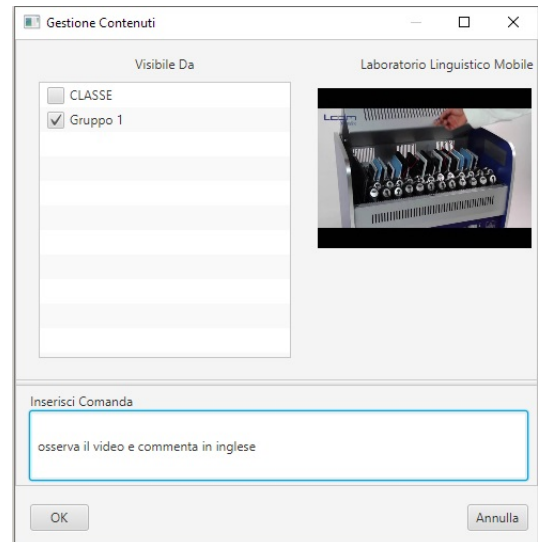 Gestione Contenuti
Visibile Da
CLASSE
Gruppo 1
Laboratorio Linguistico Mobile
Inserisci Comanda
osserva il video e commenta in inglese
OK
Annulla